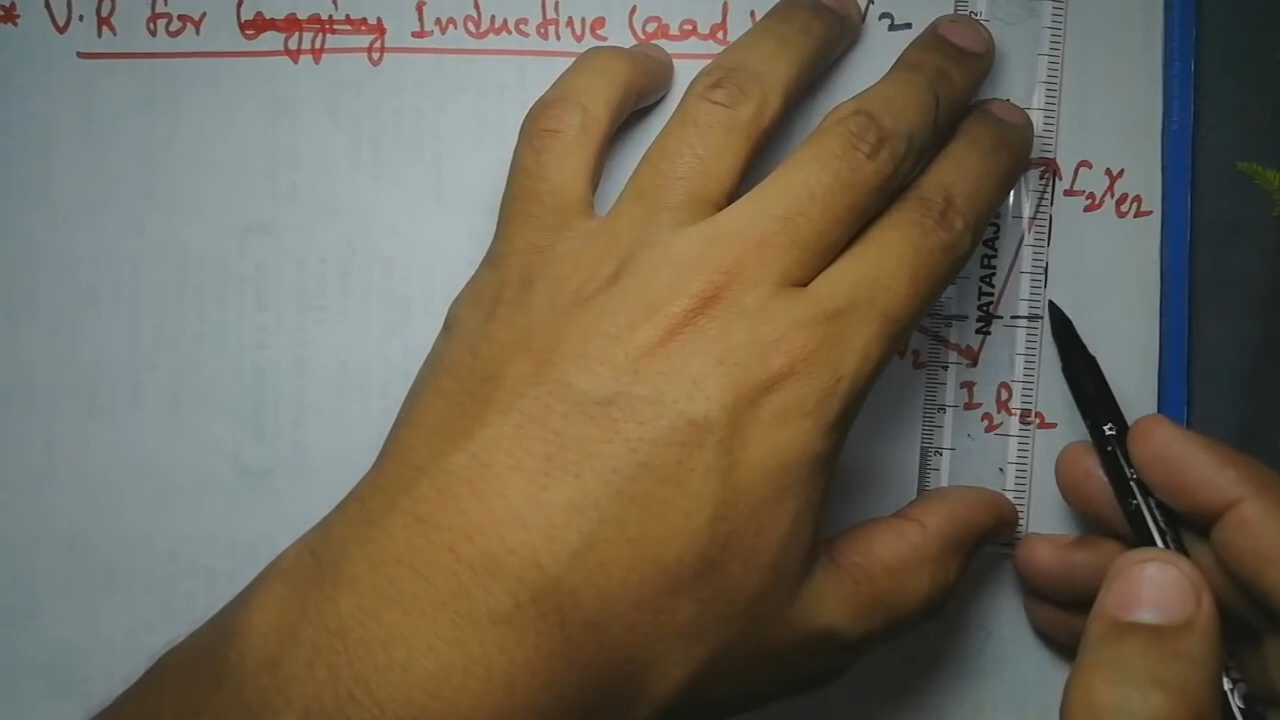 * V.R for lagging Inductive Load
I₂Xe₂
NATARAJ
I₂Re₂